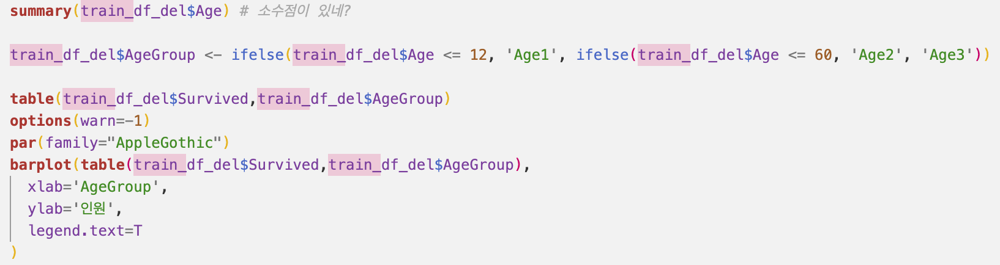 summary(train_df_del$Age) # 소수점이 있네?
train_df_del$AgeGroup <- ifelse(train_df_del$Age <= 12, 'Age1', ifelse(train_df_del$Age <= 60, 'Age2', 'Age3'))
table(train_df_del$Survived,train_df_del$AgeGroup)
options(warn=-1)
par(family="AppleGothic")
barplot(table(train_df_del$Survived,train_df_del$AgeGroup),
xlab='AgeGroup',
ylab='인원',
legend.text=T
)